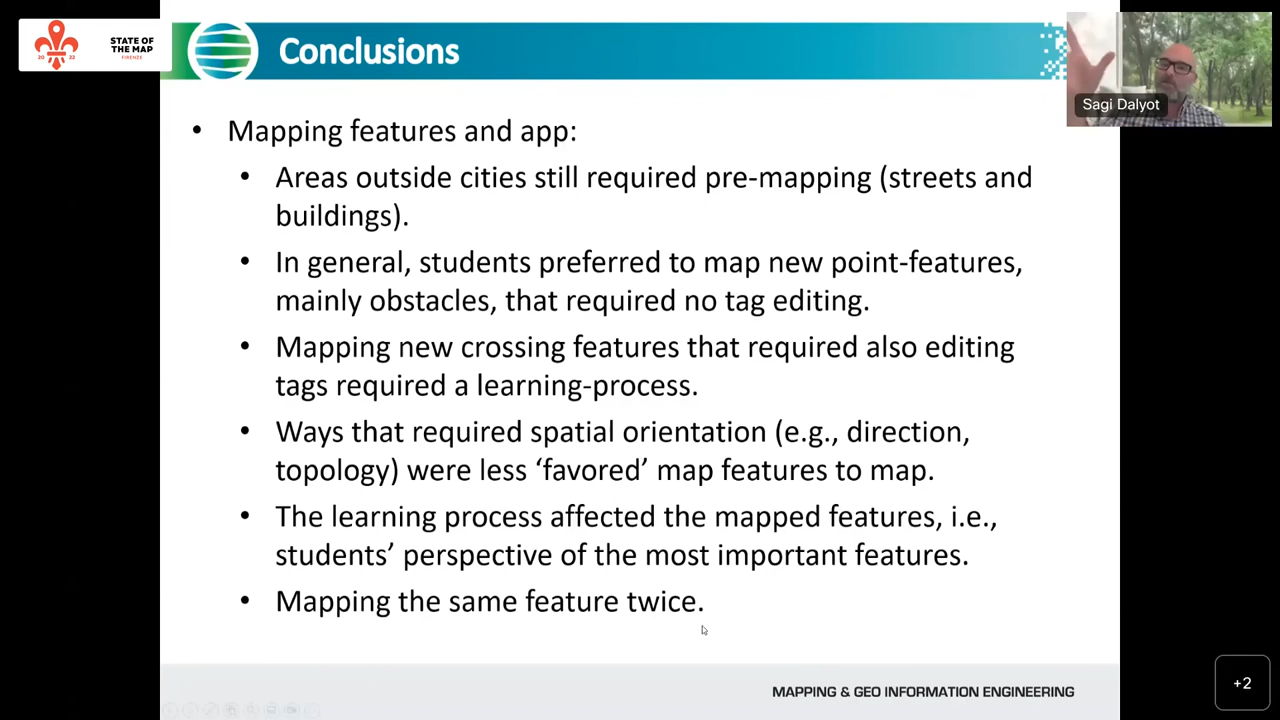 STATE OF
THE MAP
20 22
FIRENZE
Conclusions
Sagi Dalyot
• Mapping features and app:
• Areas outside cities still required pre-mapping (streets and
buildings).
• In general, students preferred to map new point-features,
mainly obstacles, that required no tag editing.
• Mapping new crossing features that required also editing
tags required a learning-process.
• Ways that required spatial orientation (e.g., direction,
topology) were less ‘favored’ map features to map.
• The learning process affected the mapped features, i.e.,
students’ perspective of the most important features.
• Mapping the same feature twice.
MAPPING & GEO INFORMATION ENGINEERING
+2